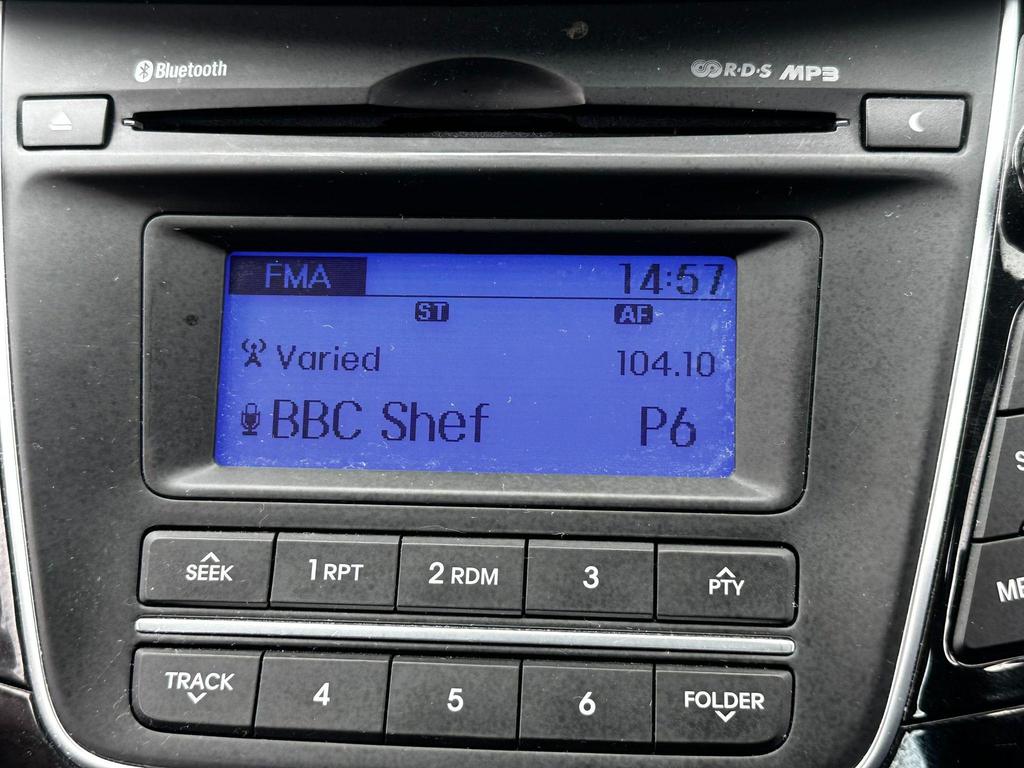 Bluetooth
R·D·S MP3
FMA 14:57
ST AF
Varied 104.10
BBC Shef P6
SEEK 1 RPT 2 RDM 3 PTY
TRACK 4 5 6 FOLDER